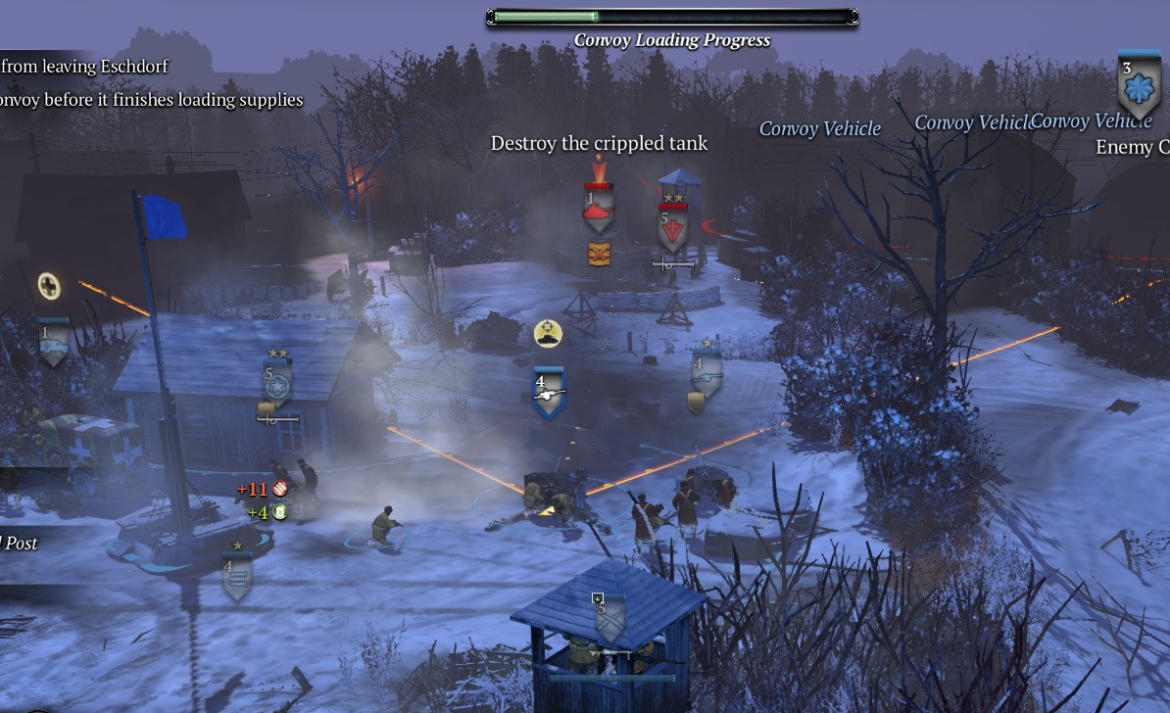 Convoy Loading Progress
from leaving Eschdorf
onvoy before it finishes loading supplies
3
Convoy Vehicle
Convoy Vehicle
Convoy Vehicle
Destroy the crippled tank
Enemy C
1
5
1
5
4
4
+11
+4
l Post
4
5